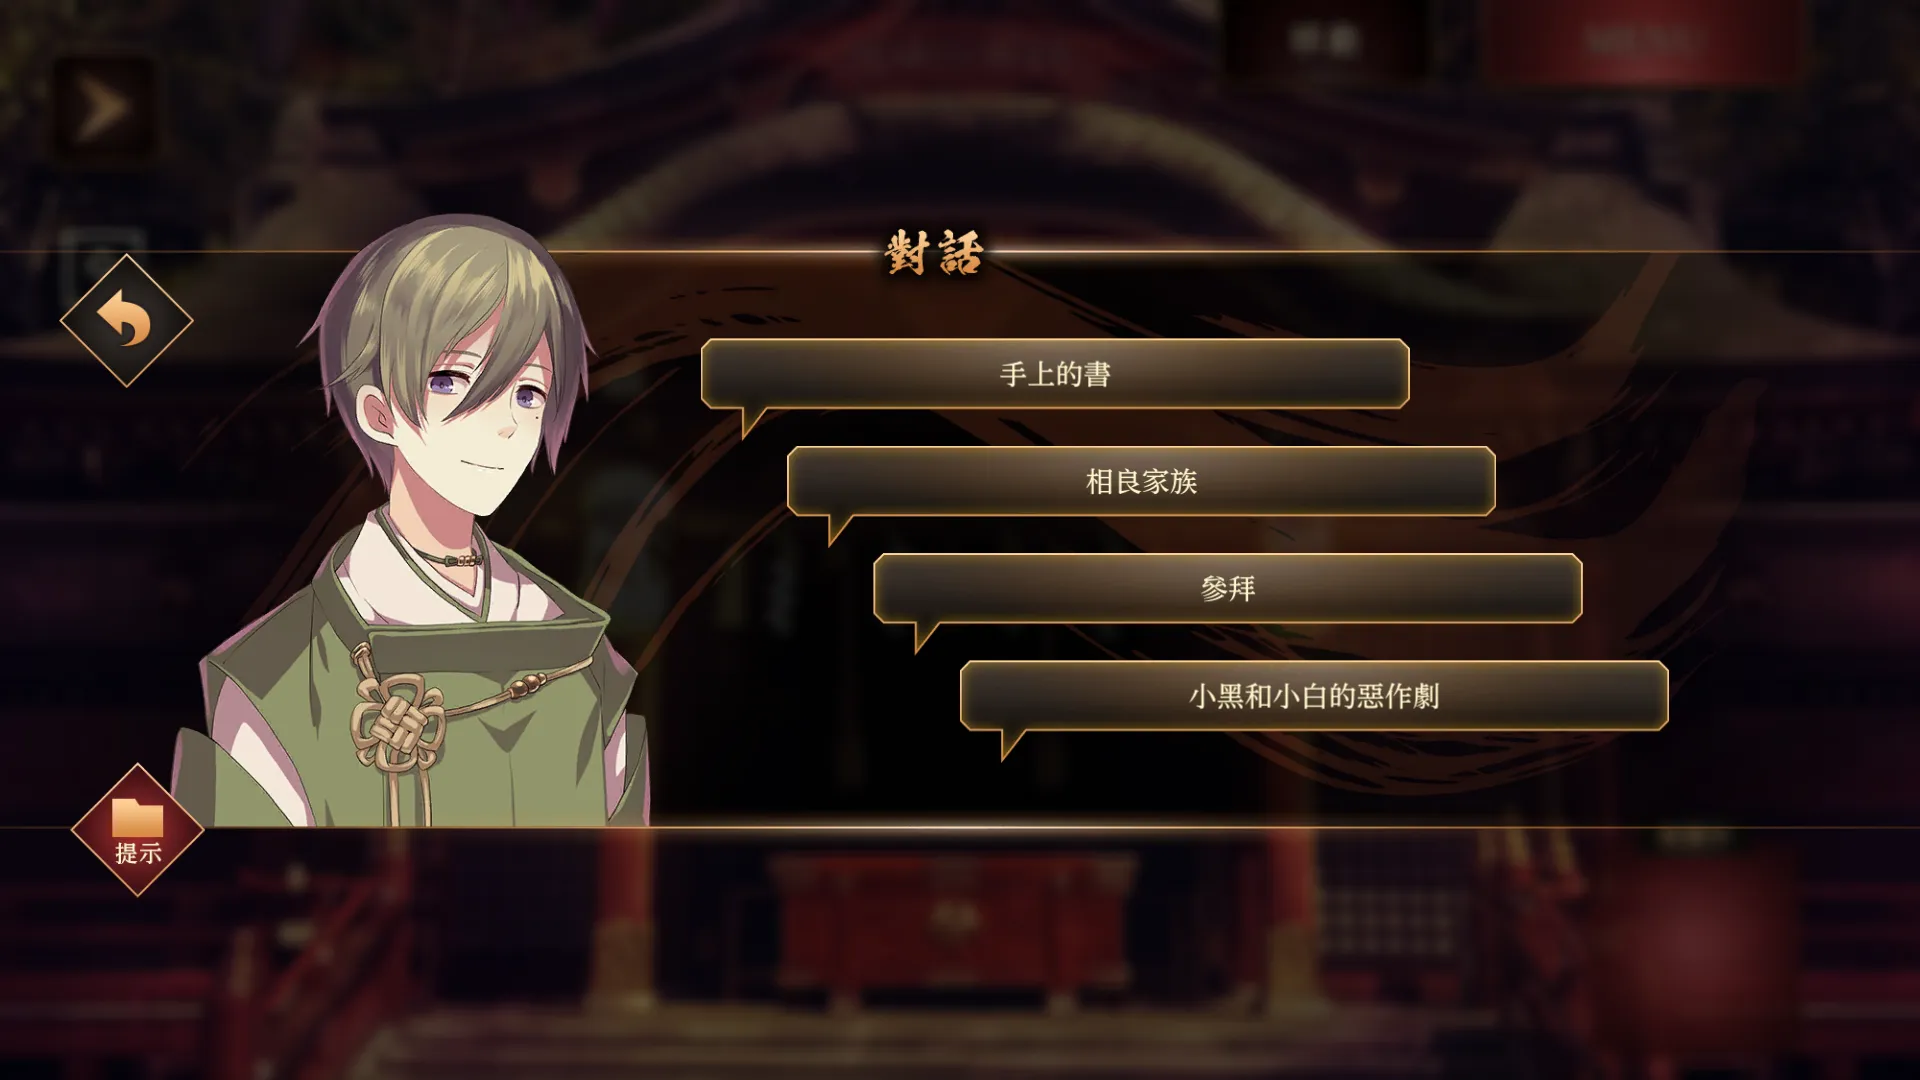 對話
手上的書
相良家族
參拜
小黑和小白的惡作劇
提示